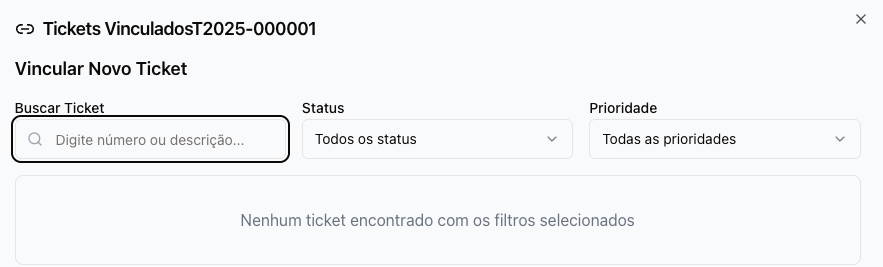 Tickets VinculadosT2025-000001
Vincular Novo Ticket
Buscar Ticket
Status
Prioridade
Digite número ou descrição...
Todos os status
Todas as prioridades
Nenhum ticket encontrado com os filtros selecionados